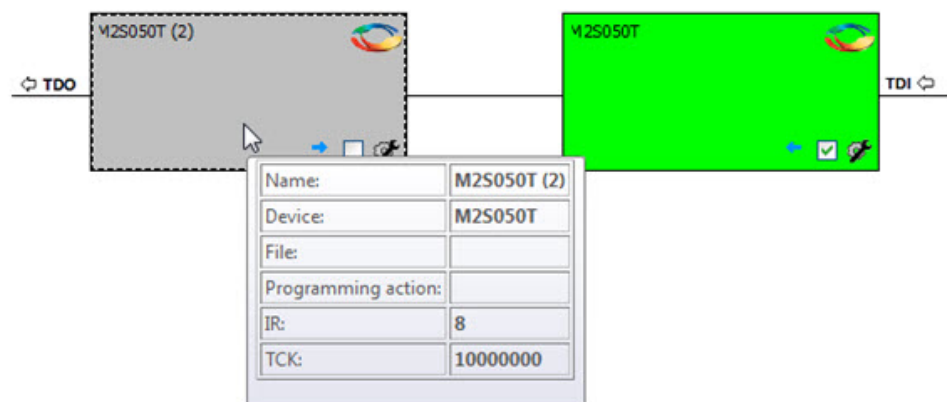 M2S050T (2)
M2S050T
TDO
TDI
Name: M2S050T (2)
Device: M2S050T
File:
Programming action:
IR: 8
TCK: 10000000